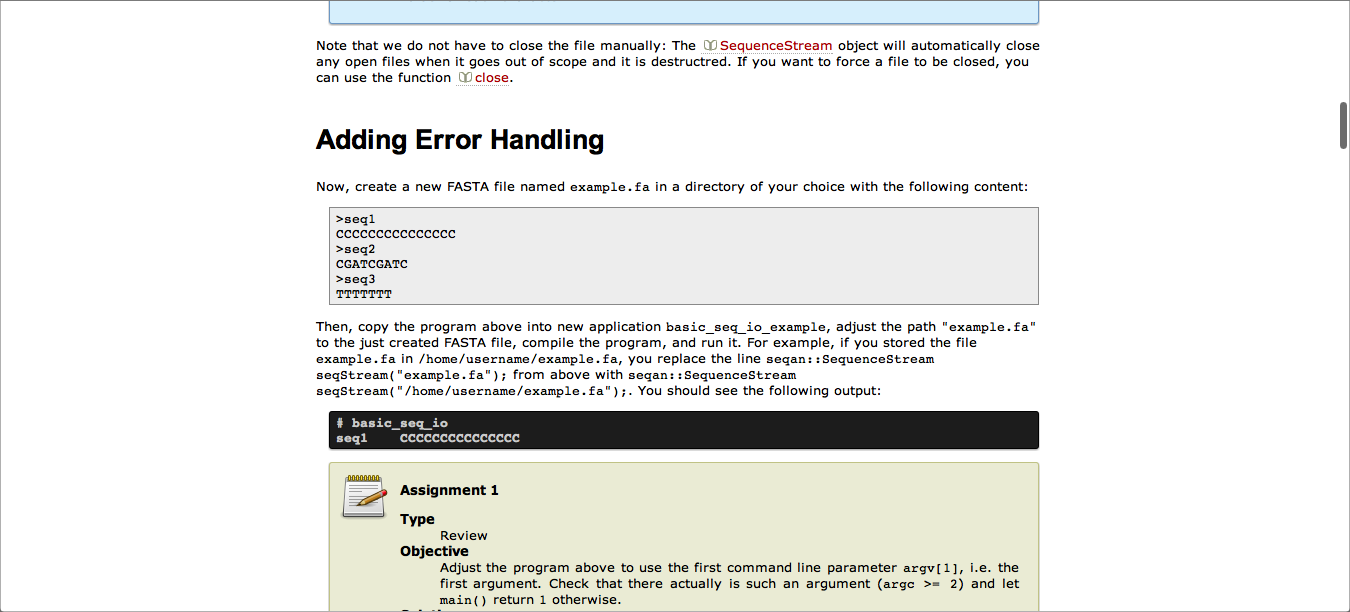 Note that we do not have to close the file manually: The SequenceStream object will automatically close
any open files when it goes out of scope and it is destructred. If you want to force a file to be closed, you
can use the function close.
Adding Error Handling
Now, create a new FASTA file named example.fa in a directory of your choice with the following content:
>seq1
CCCCCCCCCCCCCCC
>seq2
CGATCGATC
>seq3
TTTTTTT
Then, copy the program above into new application basic_seq_io_example, adjust the path "example.fa"
to the just created FASTA file, compile the program, and run it. For example, if you stored the file
example.fa in /home/username/example.fa, you replace the line seqan::SequenceStream
seqStream("example.fa"); from above with seqan::SequenceStream
seqStream("/home/username/example.fa");. You should see the following output:
# basic_seq_io
seq1    CCCCCCCCCCCCCCC
Assignment 1
Type
Review
Objective
Adjust the program above to use the first command line parameter argv[1], i.e. the
first argument. Check that there actually is such an argument (argc >= 2) and let
main() return 1 otherwise.